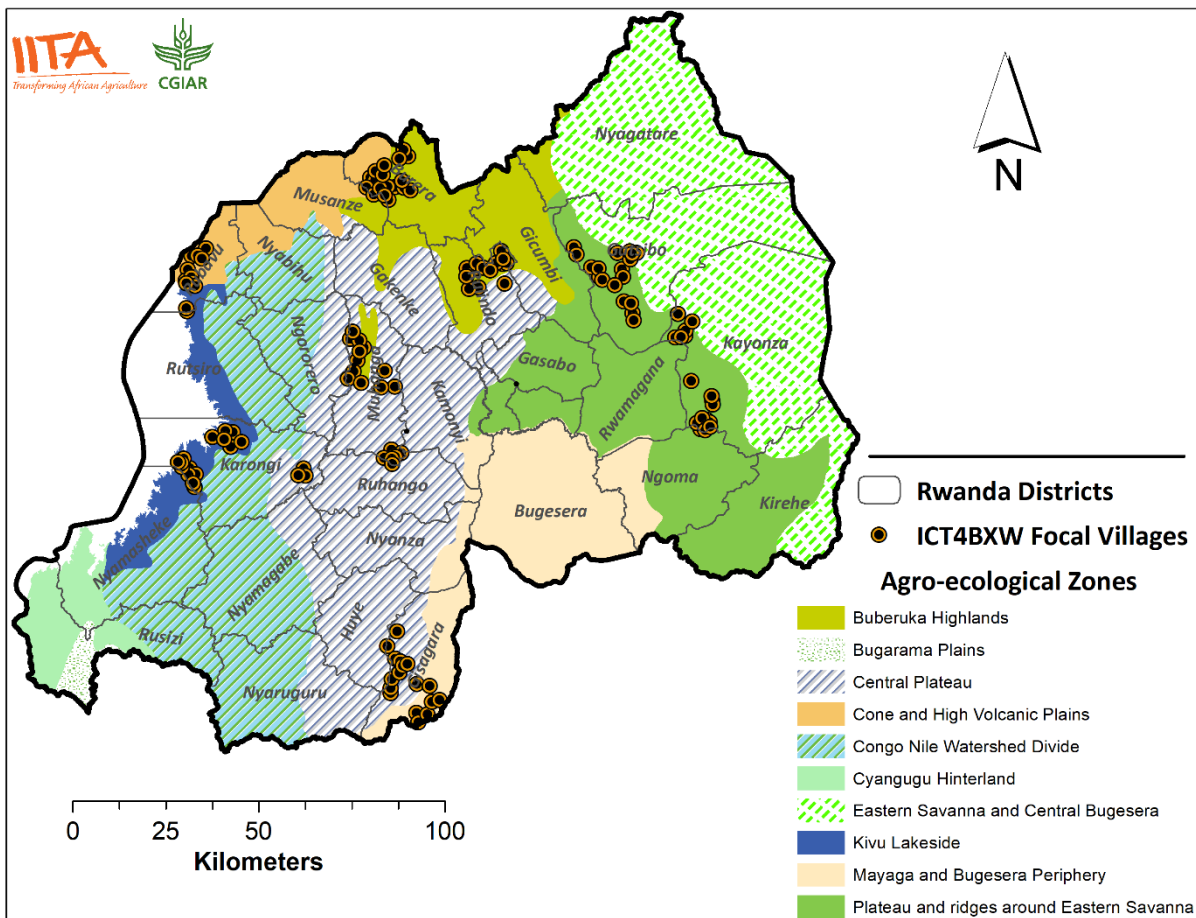 IITA
Transforming African Agriculture
CGIAR
N
Nyagatare
Musanze
Gicumbi
Nyabihu
Gakenke
Ngororero
Kayonza
Rutsiro
Gasabo
Rwamagana
Kamonyi
Karongi
Ruhango
Ngoma
Kirehe
Bugesera
Nyanza
Nyamasheke
Nyamagabe
Huye
Rusizi
Nyaruguru
Rwanda Districts
ICT4BXW Focal Villages
Agro-ecological Zones
Buberuka Highlands
Bugarama Plains
Central Plateau
Cone and High Volcanic Plains
Congo Nile Watershed Divide
Cyangugu Hinterland
Eastern Savanna and Central Bugesera
Kivu Lakeside
Mayaga and Bugesera Periphery
Plateau and ridges around Eastern Savanna
0 25 50 100
Kilometers